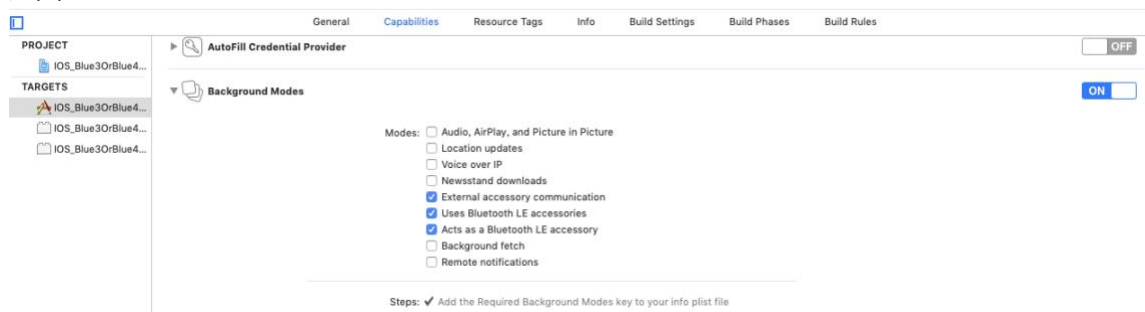 General Capabilities Resource Tags Info Build Settings Build Phases Build Rules
PROJECT
IOS_Blue3OrBlue4...
TARGETS
IOS_Blue3OrBlue4...
IOS_Blue3OrBlue4...
IOS_Blue3OrBlue4...
AutoFill Credential Provider OFF
Background Modes ON
Modes: Audio, AirPlay, and Picture in Picture
Location updates
Voice over IP
Newsstand downloads
External accessory communication
Uses Bluetooth LE accessories
Acts as a Bluetooth LE accessory
Background fetch
Remote notifications
Steps: ✓ Add the Required Background Modes key to your info plist file